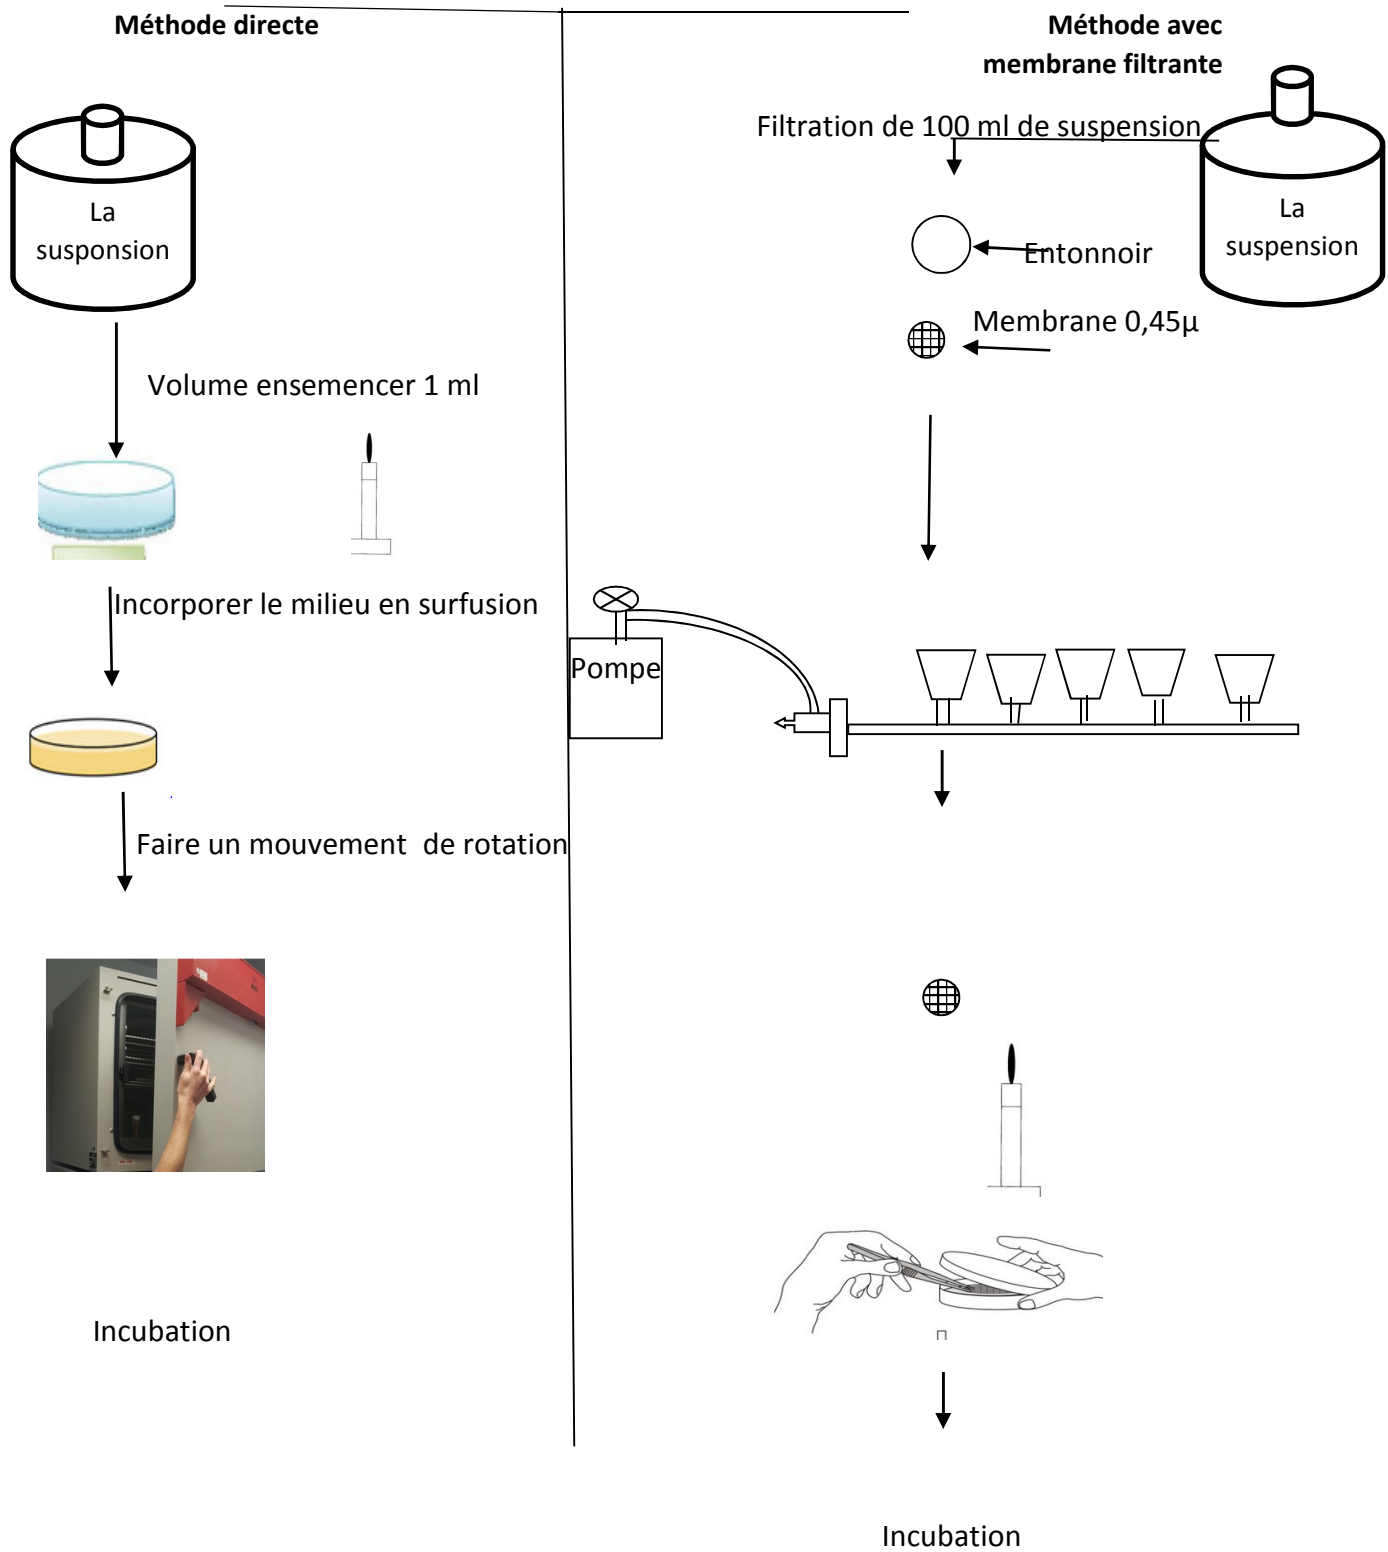 Méthode directe
La
susponsion
Volume ensemencer 1 ml
Incorporer le milieu en surfusion
Faire un mouvement de rotation
Incubation
Méthode avec
membrane filtrante
Filtration de 100 ml de suspension
La
suspension
Entonnoir
Membrane 0,45µ
Pompe
Incubation